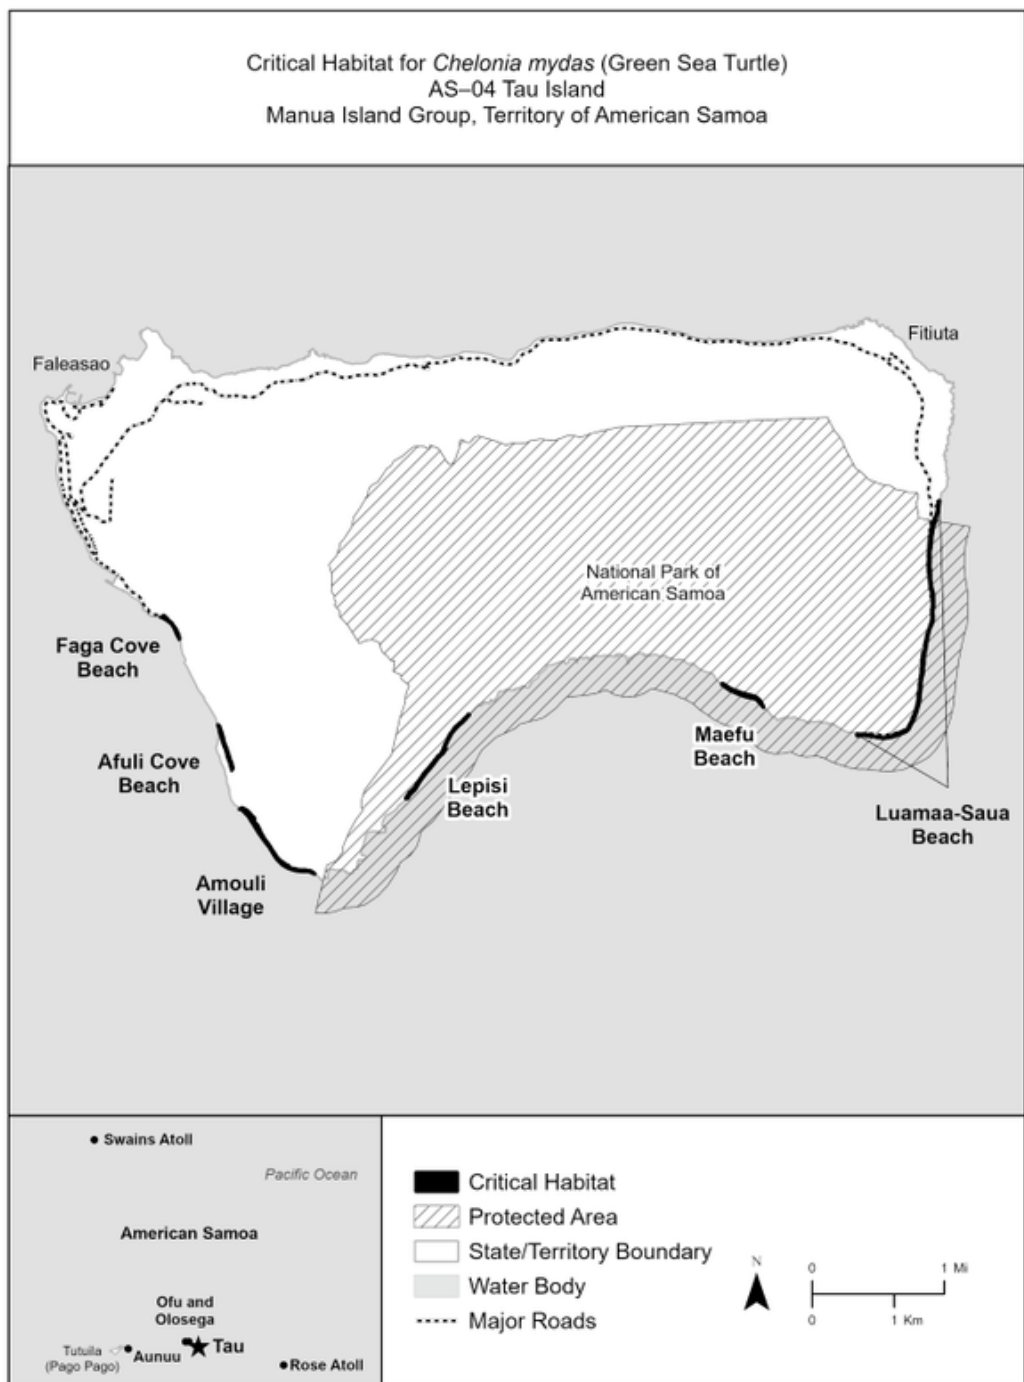 Critical Habitat for Chelonia mydas (Green Sea Turtle)
AS–04 Tau Island
Manua Island Group, Territory of American Samoa
Fitiuta
Faleasao
National Park of
American Samoa
Faga Cove
Beach
Maefu
Beach
Afuli Cove
Beach
Lepisi
Beach
Luamaa-Saua
Beach
Amouli
Village
Swains Atoll
Pacific Ocean
American Samoa
Ofu and
Olosega
Tau
Tutuila
(Pago Pago)
Aunuu
Rose Atoll
Critical Habitat
Protected Area
State/Territory Boundary
Water Body
Major Roads
N
0 1 Mi
0 1 Km